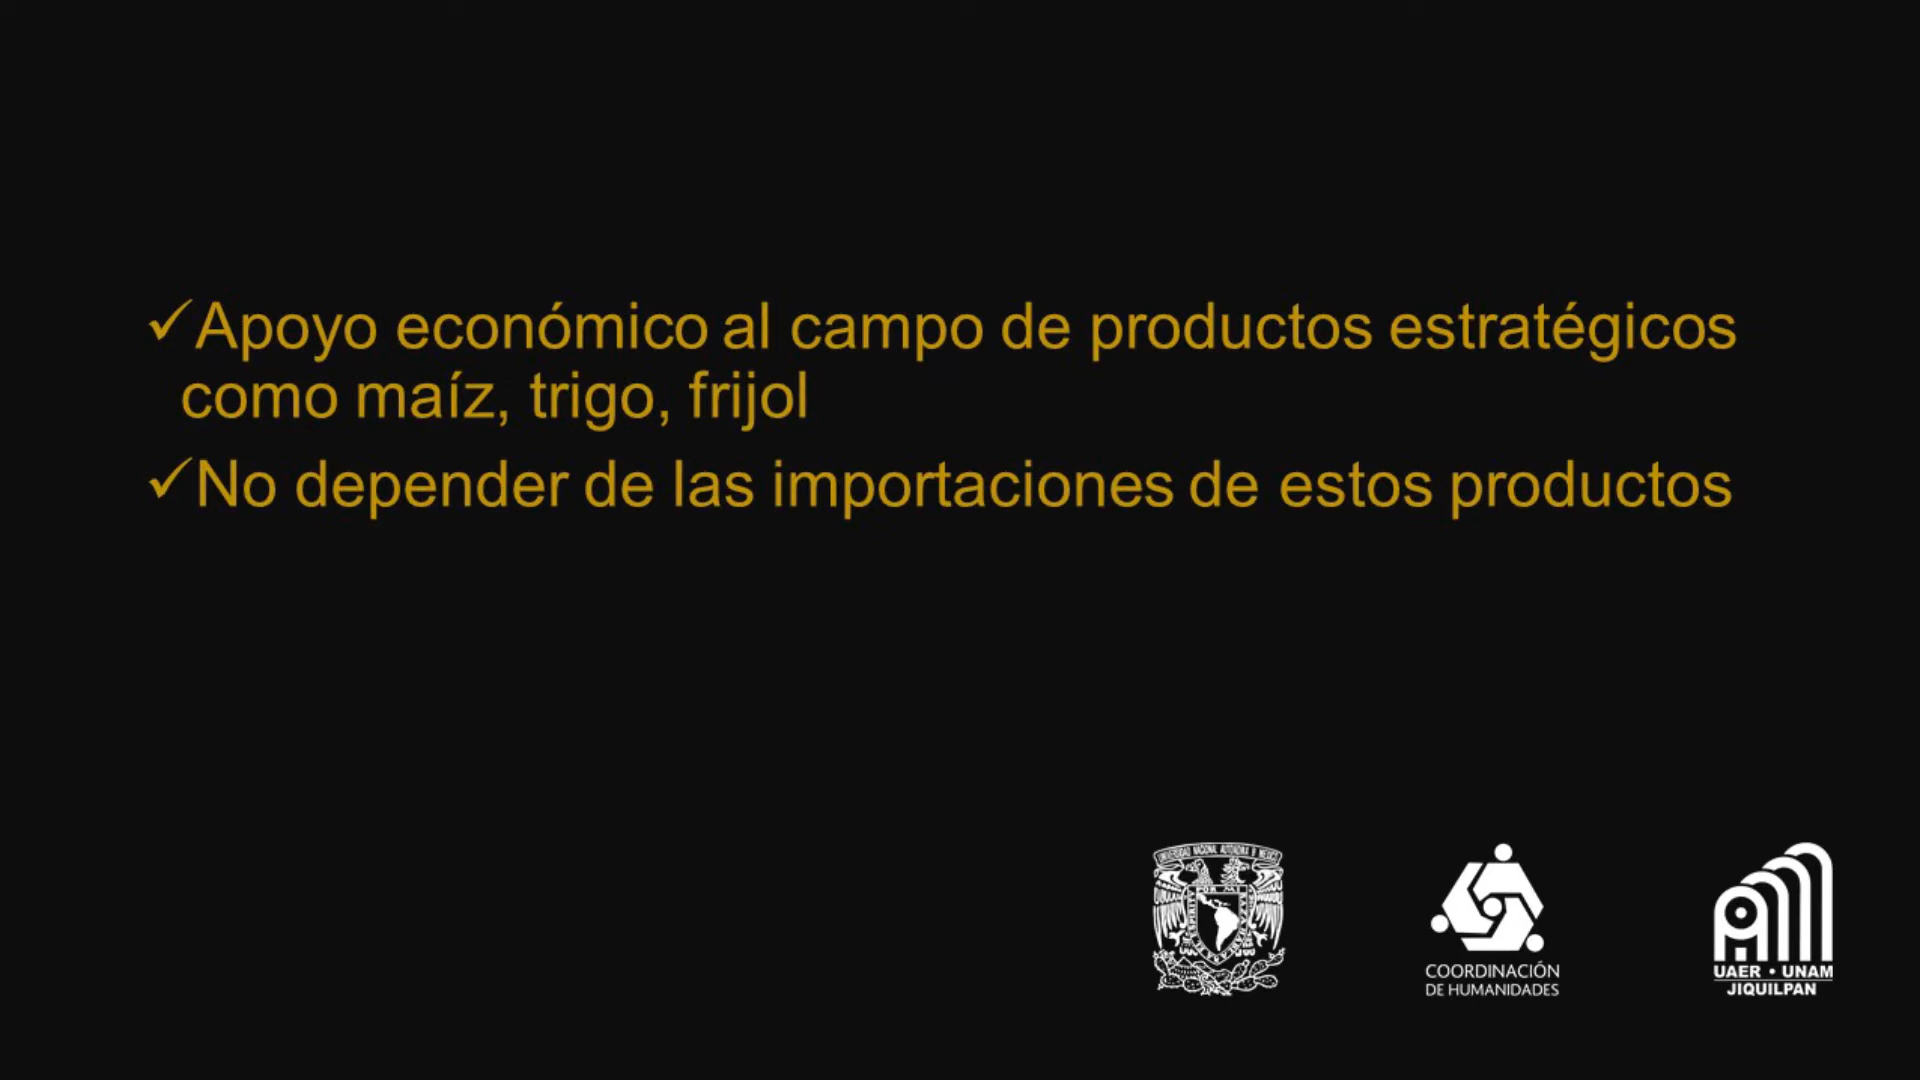 ✓Apoyo económico al campo de productos estratégicos
como maíz, trigo, frijol
✓No depender de las importaciones de estos productos
COORDINACIÓN
DE HUMANIDADES
UAER • UNAM
JIQUILPAN